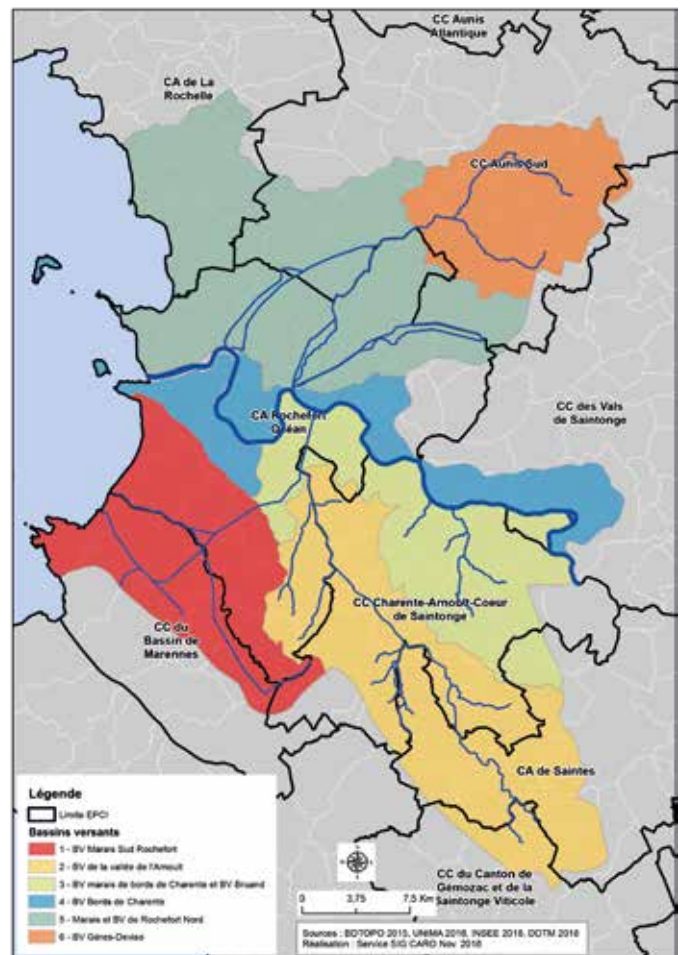 CC Aunis
Atlantique
CA de La
Rochelle
CC Aunis Sud
CC des Vals
de Saintonge
CA Rochefort
Océan
CC Charente-Arnoult-Coeur
de Saintonge
CC du
Bassin de
Marennes
CA de Saintes
CC du Canton de
Gémozac et de la
Saintonge Viticole
Légende
Limite EPCI
Bassins versants
1 - BV Marais Sud Rochefort
2 - BV de la vallée de l'Arnoult
3 - BV marais de bords de Charente et BV Bruand
4 - BV Bords de Charente
5 - Marais et BV de Rochefort Nord
6 - BV Gères-Devise
0 3,75 7,5 Km
Sources : BDTOPO 2015, UNIMA 2016, INSEE 2018, DDTM 2016
Réalisation : Service SIG CARO Nov. 2018